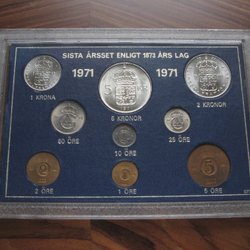 SISTA ÅRSSET ENLIGT 1873 ÅRS LAG
1971
1971
1 KRONA
5 KRONOR
2 KRONOR
50 ÖRE
25 ÖRE
10 ÖRE
2 ÖRE
1 ÖRE
5 ÖRE